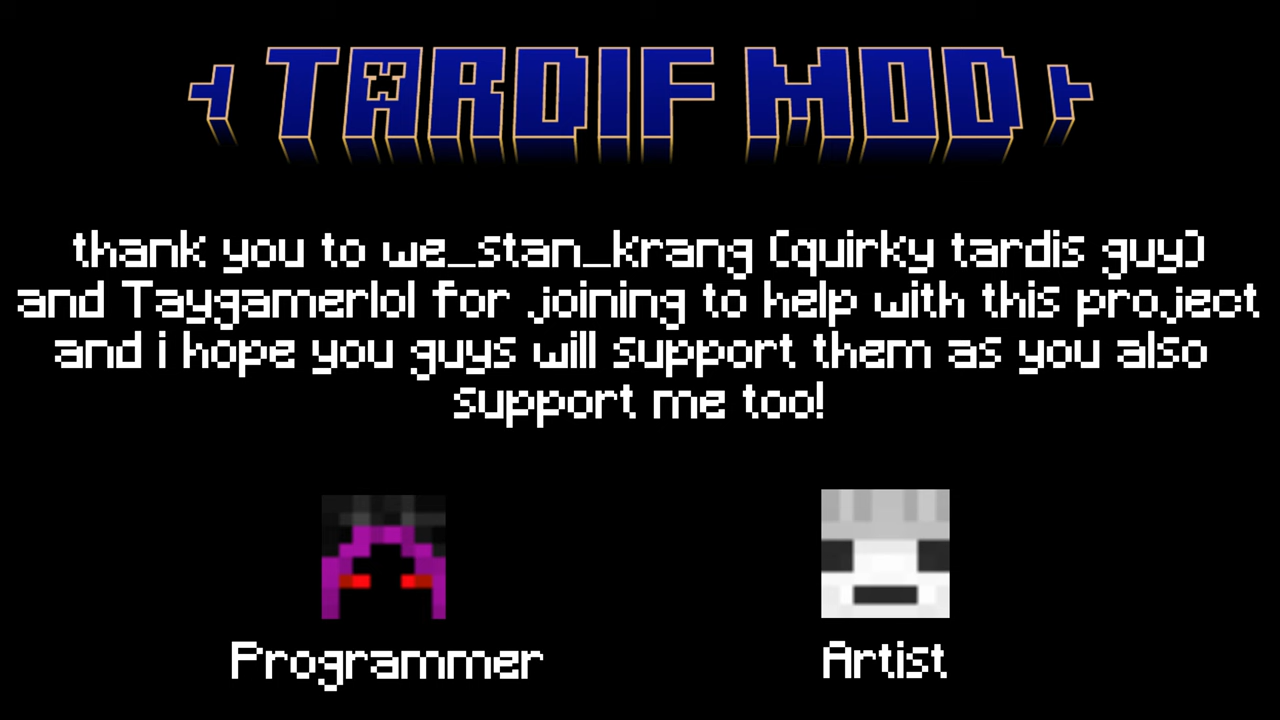 TARDIF MOD
thank you to we_stan_krang (quirky tardis guy)
and Taygamerlol for joining to help with this project
and i hope you guys will support them as you also
support me too!
Programmer
Artist